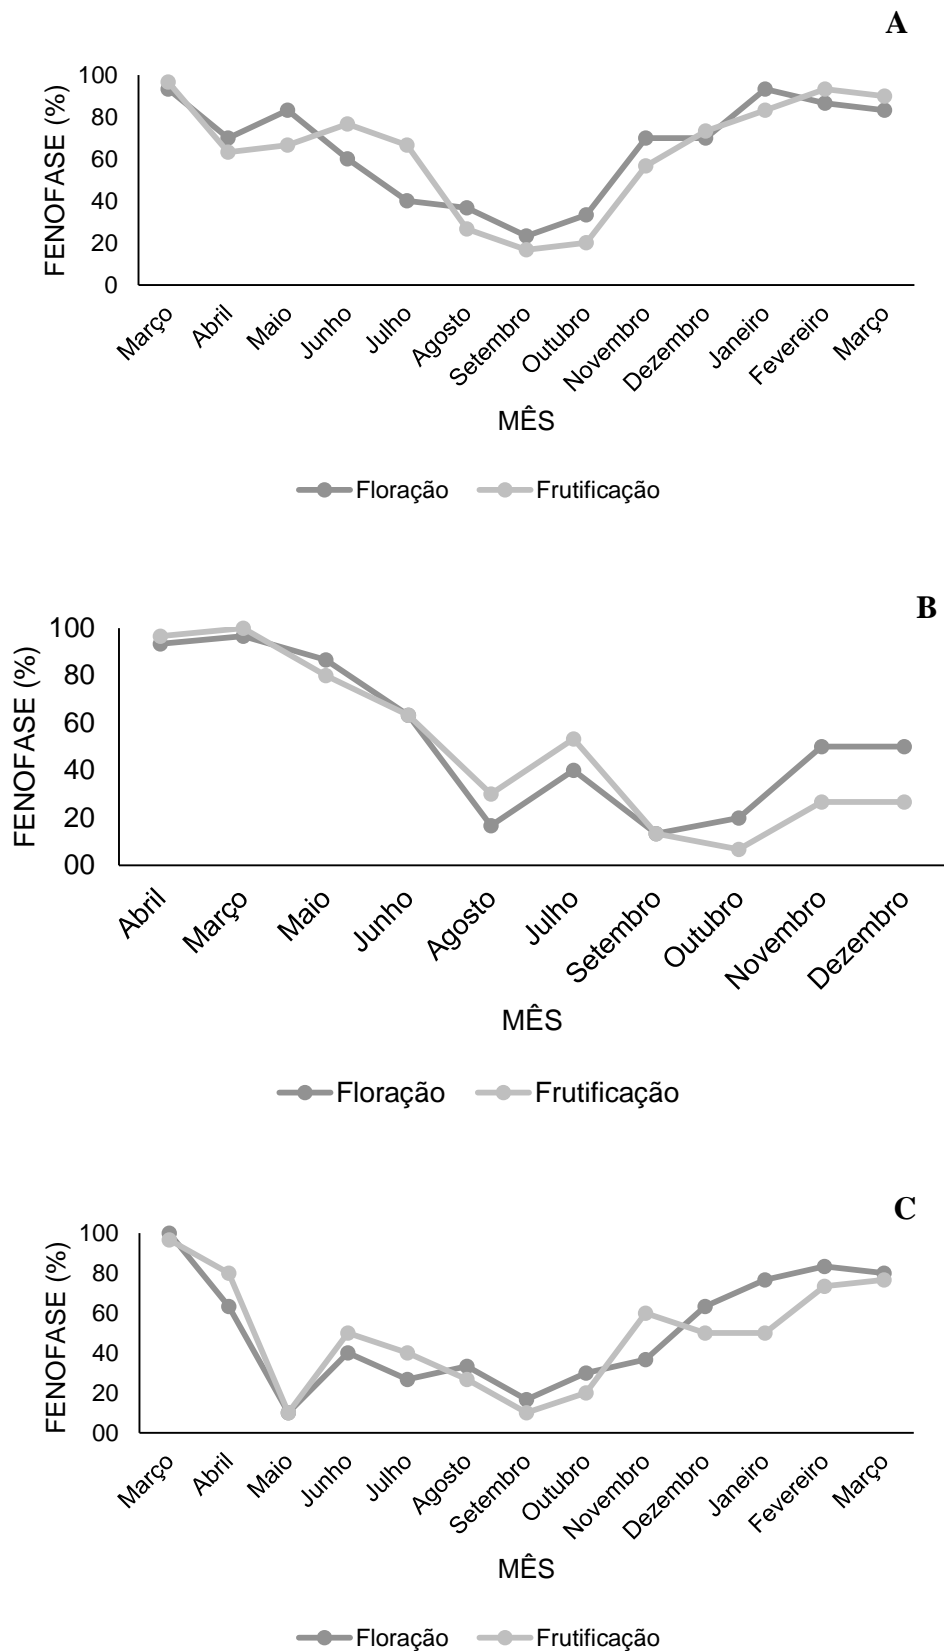 A
FENOFASE (%)
100
80
60
40
20
0
Março Abril Maio Junho Julho Agosto Setembro Outubro Novembro Dezembro Janeiro Fevereiro Março
MÊS
Floração Frutificação
B
FENOFASE (%)
100
80
60
40
20
00
Abril Março Maio Junho Agosto Julho Setembro Outubro Novembro Dezembro
MÊS
Floração Frutificação
C
FENOFASE (%)
100
80
60
40
20
00
Março Abril Maio Junho Julho Agosto Setembro Outubro Novembro Dezembro Janeiro Fevereiro Março
MÊS
Floração Frutificação